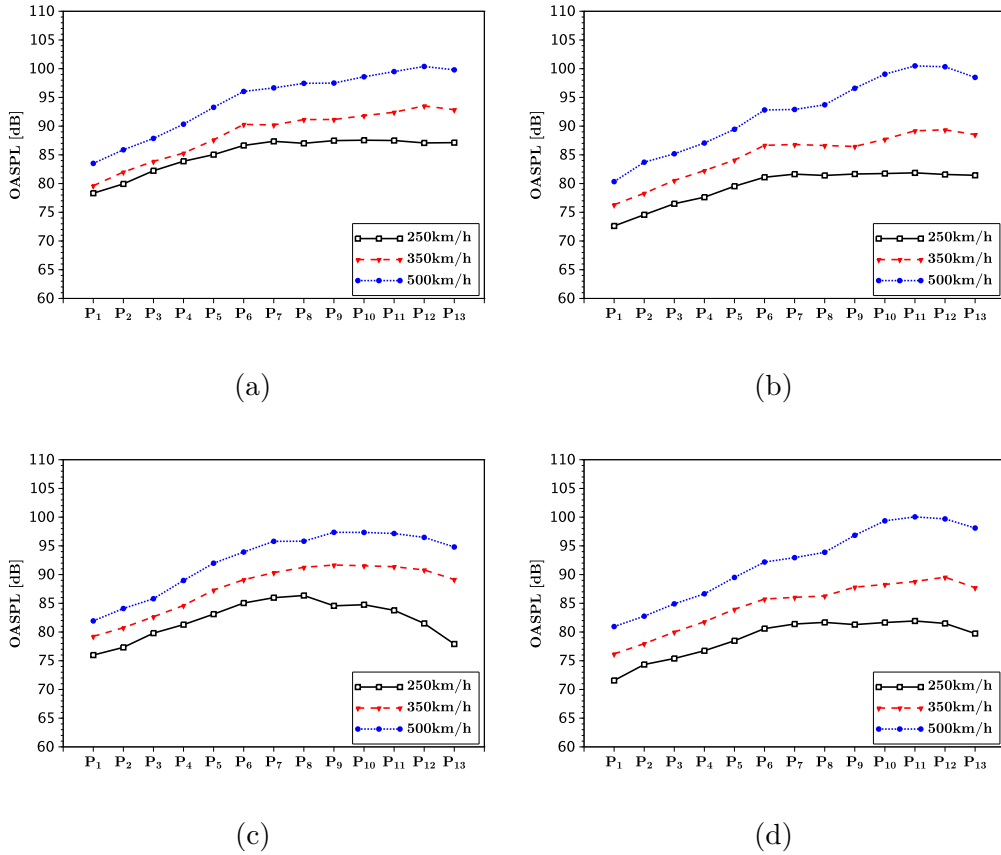 110
105
100
95
90
85
80
75
70
65
60
OASPL [dB]
P₁ P₂ P₃ P₄ P₅ P₆ P₇ P₈ P₉ P₁₀ P₁₁ P₁₂ P₁₃
250km/h
350km/h
500km/h
(a)
110
105
100
95
90
85
80
75
70
65
60
OASPL [dB]
P₁ P₂ P₃ P₄ P₅ P₆ P₇ P₈ P₉ P₁₀ P₁₁ P₁₂ P₁₃
250km/h
350km/h
500km/h
(b)
110
105
100
95
90
85
80
75
70
65
60
OASPL [dB]
P₁ P₂ P₃ P₄ P₅ P₆ P₇ P₈ P₉ P₁₀ P₁₁ P₁₂ P₁₃
250km/h
350km/h
500km/h
(c)
110
105
100
95
90
85
80
75
70
65
60
OASPL [dB]
P₁ P₂ P₃ P₄ P₅ P₆ P₇ P₈ P₉ P₁₀ P₁₁ P₁₂ P₁₃
250km/h
350km/h
500km/h
(d)